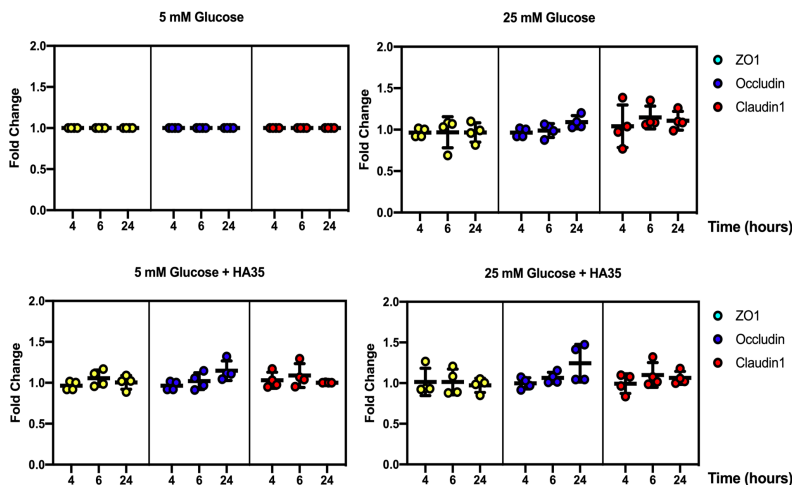 5 mM Glucose
25 mM Glucose
Fold Change
2.0
1.5
1.0
0.5
0.0
4 6 24 4 6 24 4 6 24
Fold Change
2.0
1.5
1.0
0.5
0.0
4 6 24 4 6 24 4 6 24
Time (hours)
ZO1
Occludin
Claudin1
5 mM Glucose + HA35
25 mM Glucose + HA35
Fold Change
2.0
1.5
1.0
0.5
0.0
4 6 24 4 6 24 4 6 24
Fold Change
2.0
1.5
1.0
0.5
0.0
4 6 24 4 6 24 4 6 24
Time (hours)
ZO1
Occludin
Claudin1